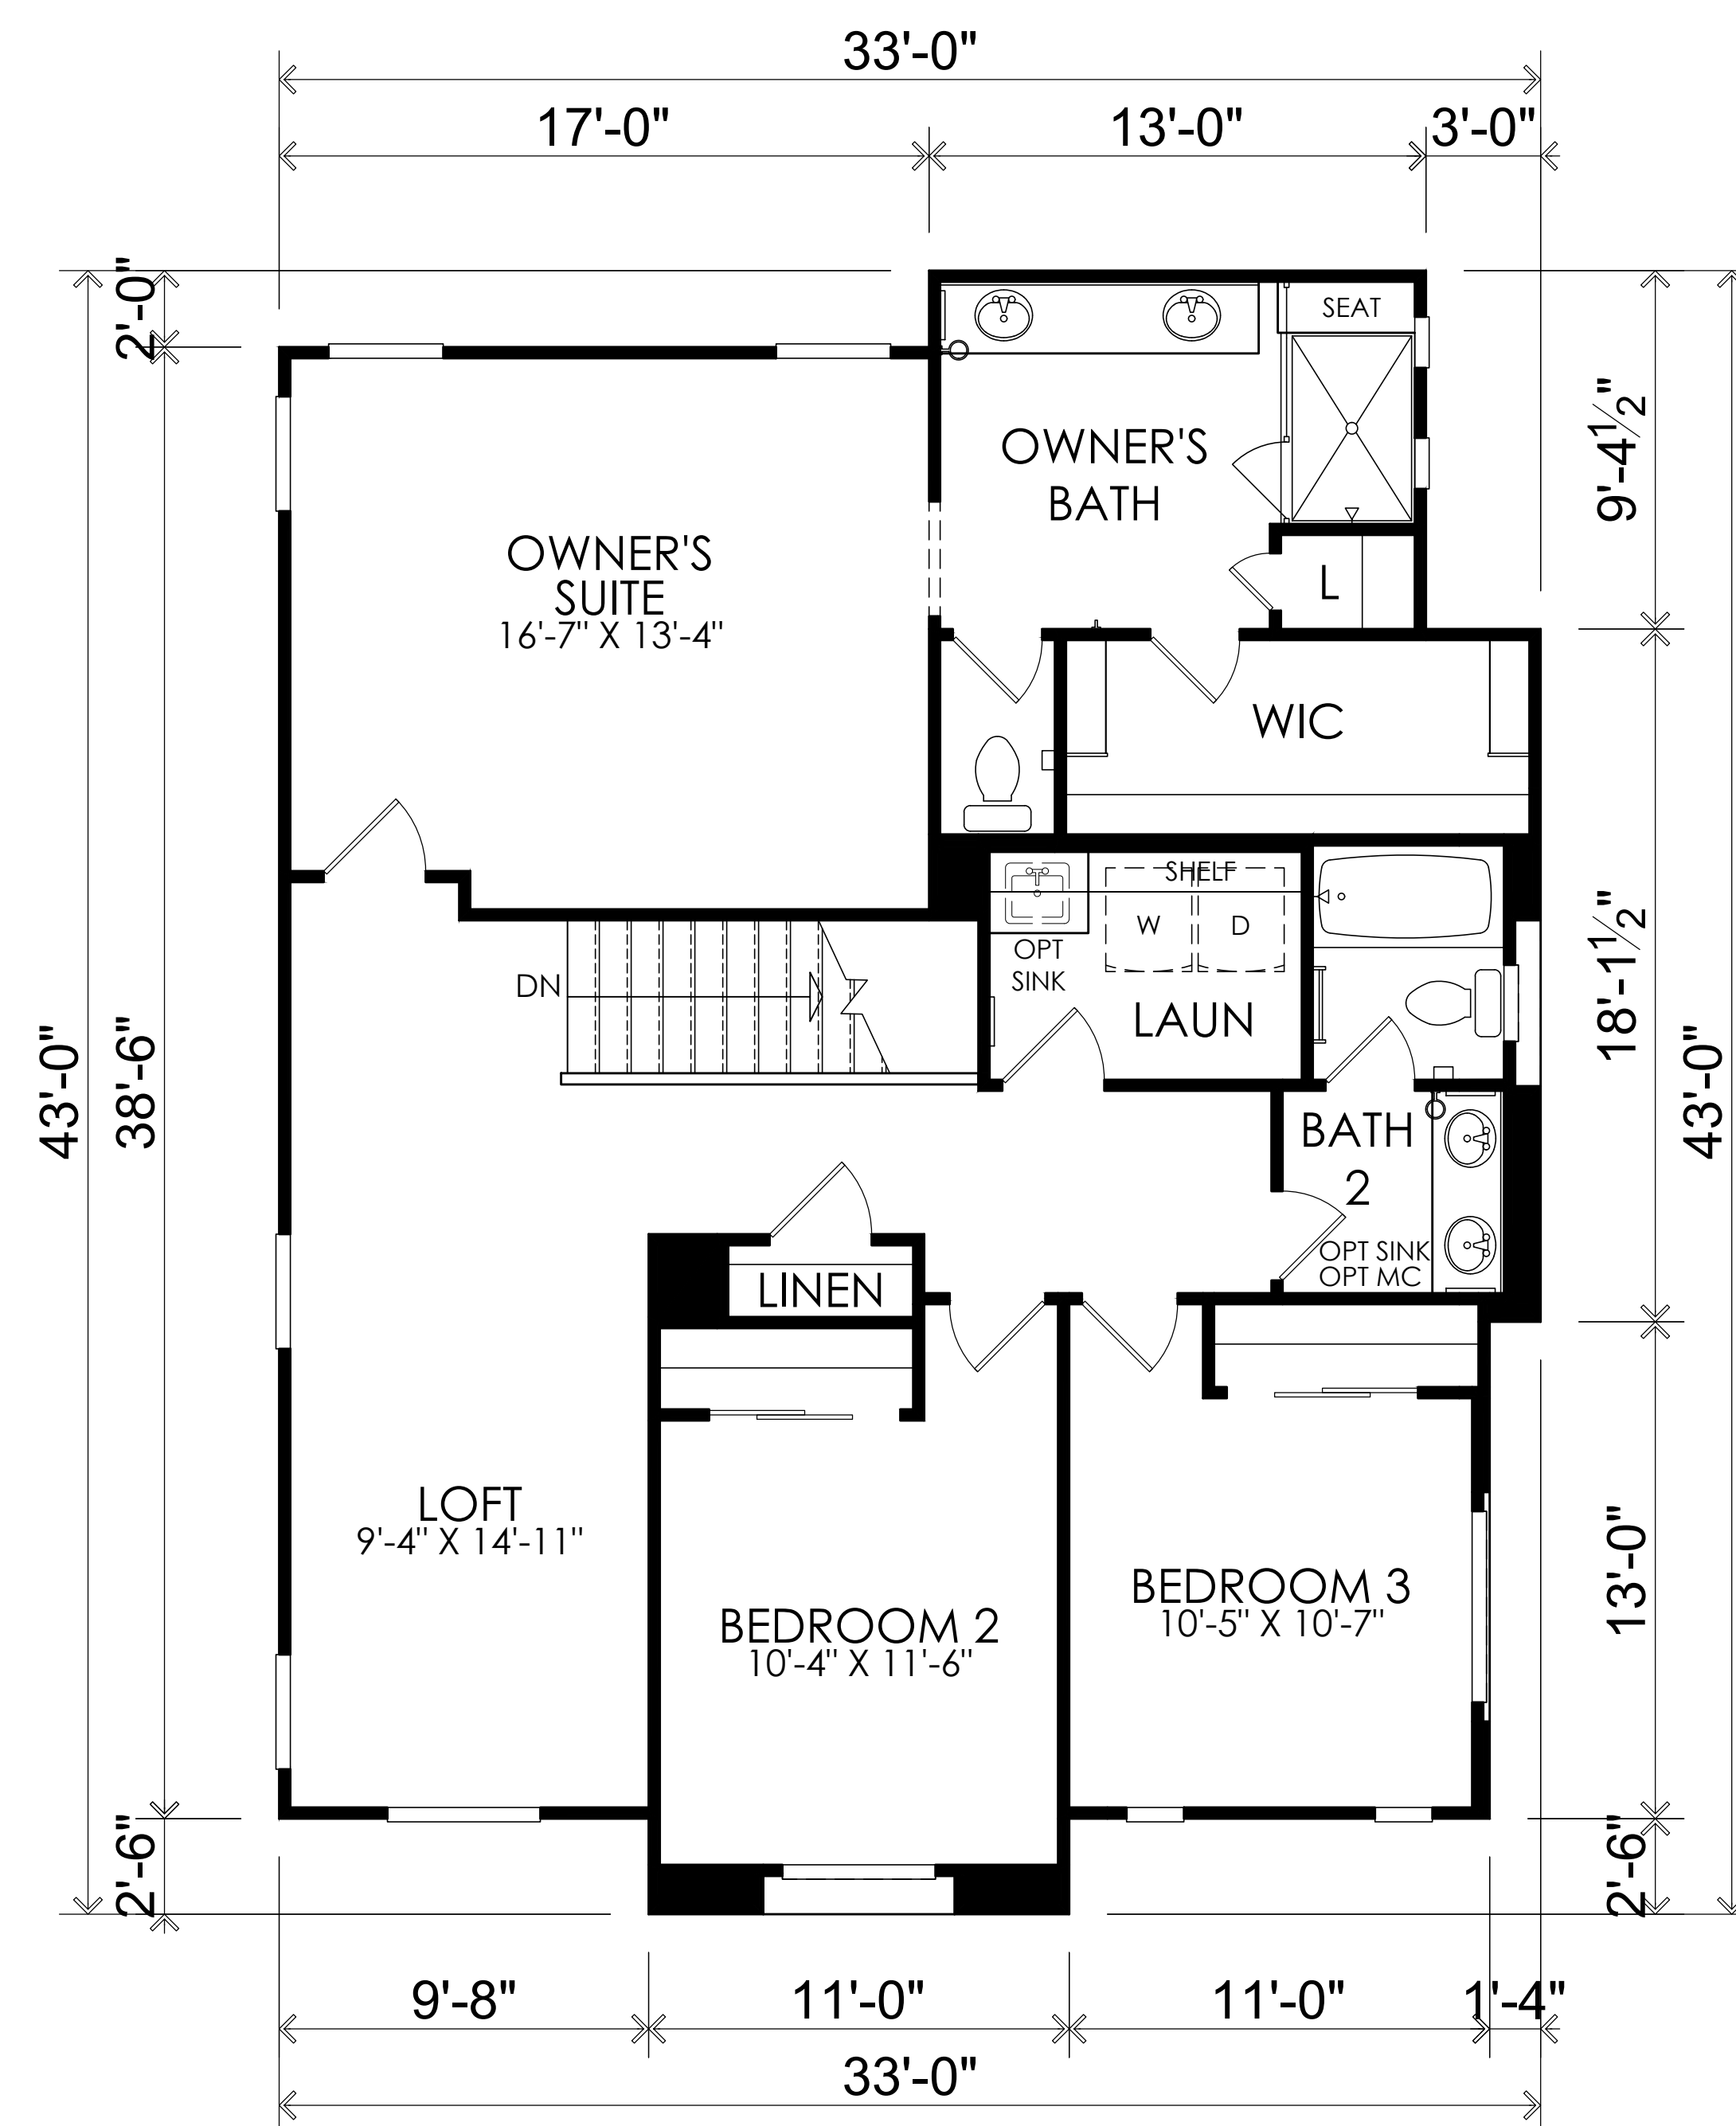 33'-0"
17'-0"
13'-0"
3'-0"
2'-0"
SEAT
9'-4 1/2"
OWNER'S
BATH
OWNER'S
SUITE
16'-7" X 13'-4"
L
WIC
SHELF
W
D
OPT
SINK
DN
LAUN
18'-1 1/2"
43'-0"
38'-6"
43'-0"
BATH
2
OPT SINK
OPT MC
LINEN
LOFT
9'-4" X 14'-11"
BEDROOM 3
10'-5" X 10'-7"
BEDROOM 2
10'-4" X 11'-6"
13'-0"
2'-6"
2'-6"
9'-8"
11'-0"
11'-0"
1'-4"
33'-0"